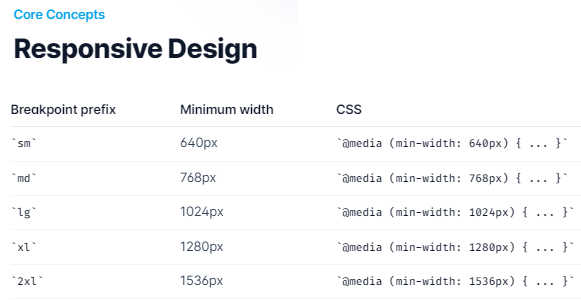 Core Concepts
Responsive Design
Breakpoint prefix Minimum width CSS
`sm` 640px `@media (min-width: 640px) { ... }`
`md` 768px `@media (min-width: 768px) { ... }`
`lg` 1024px `@media (min-width: 1024px) { ... }`
`xl` 1280px `@media (min-width: 1280px) { ... }`
`2xl` 1536px `@media (min-width: 1536px) { ... }`